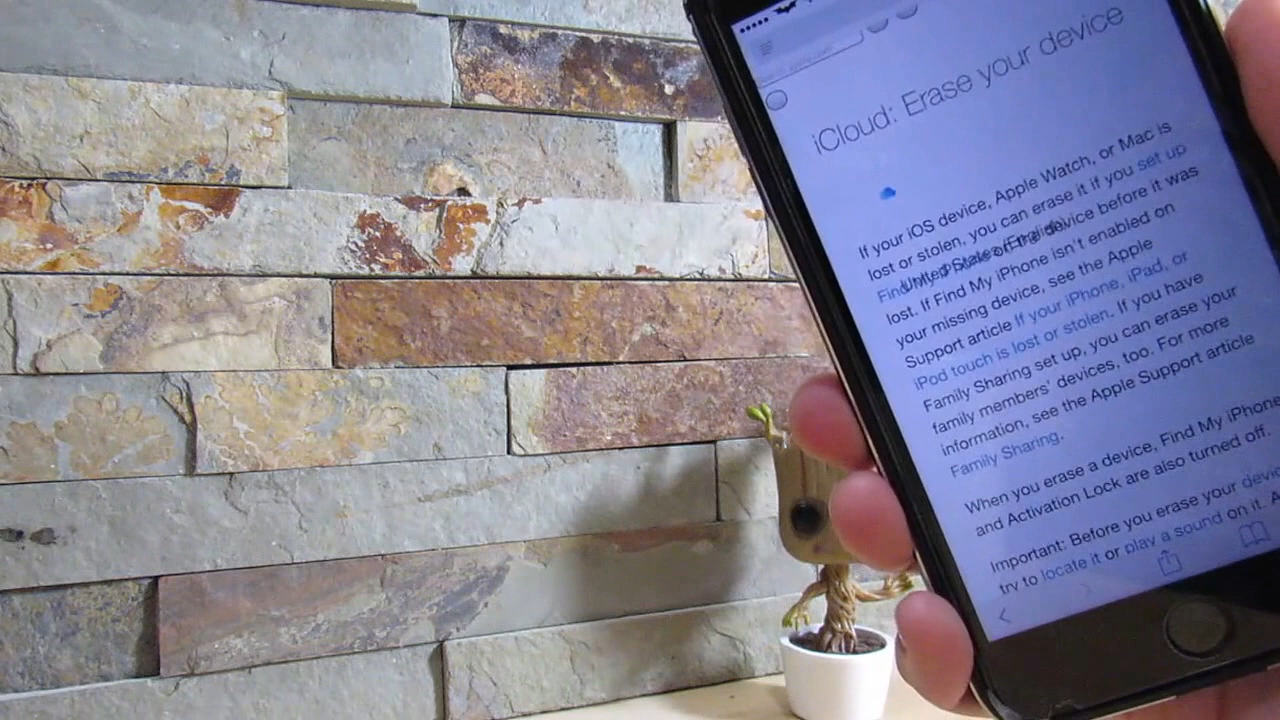 iCloud: Erase your device
If your iOS device, Apple Watch, or Mac is
lost or stolen, you can erase it if you set up
Find My iPhone on the device before it was
lost. If Find My iPhone isn't enabled on
your missing device, see the Apple
Support article If your iPhone, iPad, or
iPod touch is lost or stolen. If you have
Family Sharing set up, you can erase your
family members' devices, too. For more
information, see the Apple Support article
Family Sharing.
When you erase a device, Find My iPhone
and Activation Lock are also turned off.
Important: Before you erase your
try to locate it or play a sound on it.